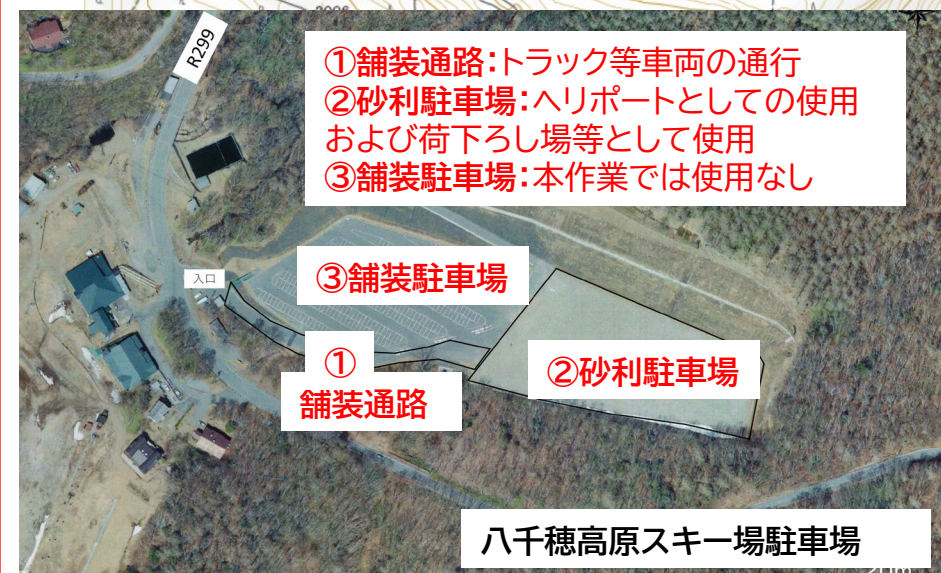 2006
R299
①舗装通路:トラック等車両の通行
②砂利駐車場:ヘリポートとしての使用
および荷下ろし場等として使用
③舗装駐車場:本作業では使用なし
入口
③舗装駐車場
①
舗装通路
②砂利駐車場
八千穂高原スキー場駐車場